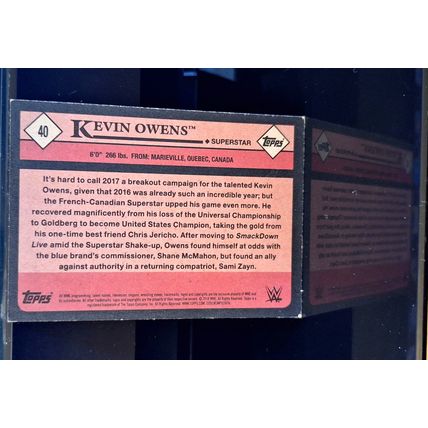 40
KEVIN OWENS™
SUPERSTAR
Topps
6'0" 266 lbs. FROM: MARIEVILLE, QUEBEC, CANADA
It's hard to call 2017 a breakout campaign for the talented Kevin
Owens, given that 2016 was already such an incredible year; but
the French-Canadian Superstar upped his game even more. He
recovered magnificently from his loss of the Universal Championship
to Goldberg to become United States Champion, taking the gold from
his one-time best friend Chris Jericho. After moving to SmackDown
Live amid the Superstar Shake-up, Owens found himself at odds with
the blue brand's commissioner, Shane McMahon, but found an ally
against authority in a returning compatriot, Sami Zayn.
Topps
W